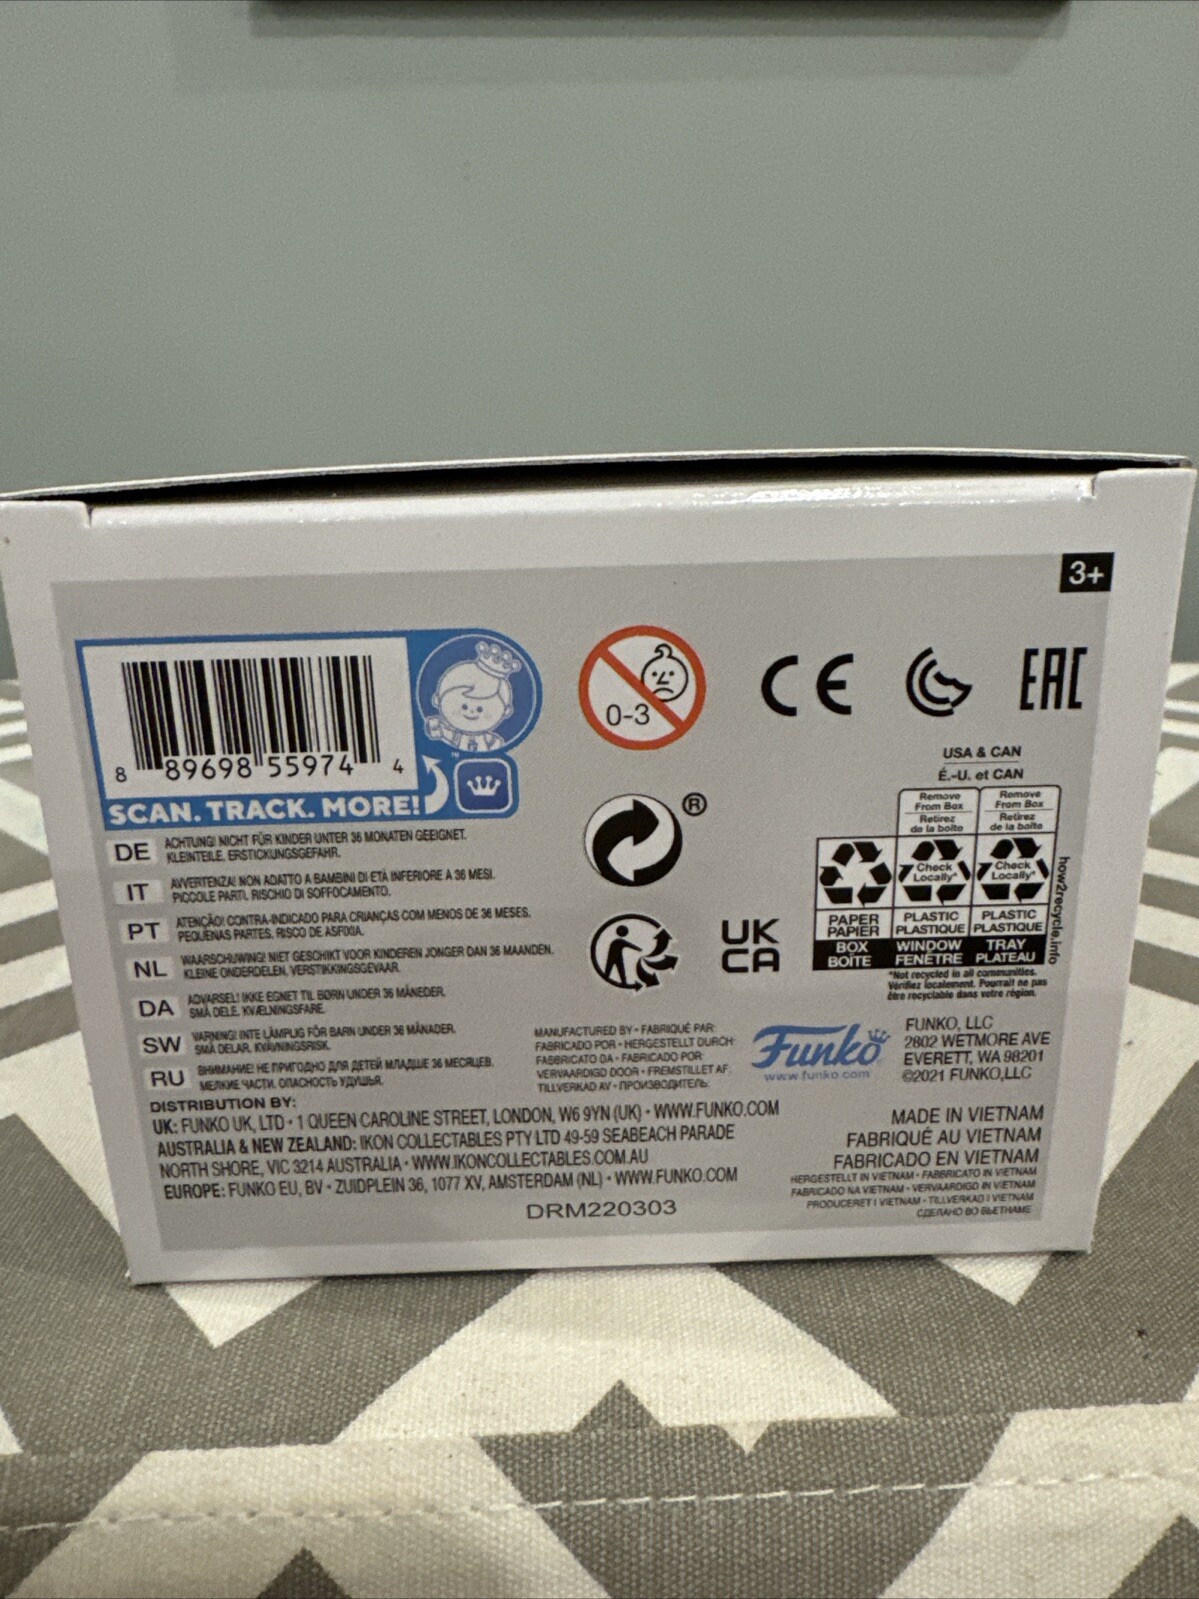 3+
8 89698 55974 4
SCAN. TRACK. MORE!
™
0-3
CE
EAC
®
UK
CA
USA & CAN
É.-U. et CAN
Remove From Box
Retirez de la boîte
Remove From Box
Retirez de la boîte
Check Locally*
Check Locally*
PAPER PAPIER
PLASTIC PLASTIQUE
PLASTIC PLASTIQUE
BOX BOÎTE
WINDOW FENÊTRE
TRAY PLATEAU
how2recycle.info
*Not recycled in all communities.
Vérifiez localement. Pourrait ne pas
être recyclable dans votre région.
DE ACHTUNG! NICHT FÜR KINDER UNTER 36 MONATEN GEEIGNET.
KLEINTEILE. ERSTICKUNGSGEFAHR.
IT AVVERTENZA! NON ADATTO A BAMBINI DI ETÀ INFERIORE A 36 MESI.
PICCOLE PARTI. RISCHIO DI SOFFOCAMENTO.
PT ATENÇÃO! CONTRA-INDICADO PARA CRIANÇAS COM MENOS DE 36 MESES.
PEQUENAS PARTES. RISCO DE ASFIXIA.
NL WAARSCHUWING! NIET GESCHIKT VOOR KINDEREN JONGER DAN 36 MAANDEN.
KLEINE ONDERDELEN, VERSTIKKINGSGEVAAR.
DA ADVARSEL! IKKE EGNET TIL BØRN UNDER 36 MÅNEDER.
SMÅ DELE. KVÆLNINGSFARE.
SW VARNING! INTE LÄMPLIG FÖR BARN UNDER 36 MÅNADER.
SMÅ DELAR. KVÄVNINGSRISK.
RU ВНИМАНИЕ! НЕ ПРИГОДНО ДЛЯ ДЕТЕЙ МЛАДШЕ 36 МЕСЯЦЕВ.
МЕЛКИЕ ЧАСТИ. ОПАСНОСТЬ УДУШЬЯ.
MANUFACTURED BY • FABRIQUÉ PAR:
FABRICADO POR • HERGESTELLT DURCH:
FABBRICATO DA • FABRICADO POR:
VERVAARDIGD DOOR • FREMSTILLET AF:
TILLVERKAD AV • ПРОИЗВОДИТЕЛЬ:
Funko
www.funko.com
FUNKO, LLC
2802 WETMORE AVE
EVERETT, WA 98201
©2021 FUNKO,LLC
DISTRIBUTION BY:
UK: FUNKO UK, LTD • 1 QUEEN CAROLINE STREET, LONDON, W6 9YN (UK) • WWW.FUNKO.COM
AUSTRALIA & NEW ZEALAND: IKON COLLECTABLES PTY LTD 49-59 SEABEACH PARADE
NORTH SHORE, VIC 3214 AUSTRALIA • WWW.IKONCOLLECTABLES.COM.AU
EUROPE: FUNKO EU, BV • ZUIDPLEIN 36, 1077 XV, AMSTERDAM (NL) • WWW.FUNKO.COM
DRM220303
MADE IN VIETNAM
FABRIQUÉ AU VIETNAM
FABRICADO EN VIETNAM
HERGESTELLT IN VIETNAM • FABBRICATO IN VIETNAM
FABRICADO NA VIETNAM • VERVAARDIGD IN VIETNAM
PRODUCERET I VIETNAM • TILLVERKAD I VIETNAM
СДЕЛАНО ВО ВЬЕТНАМЕ